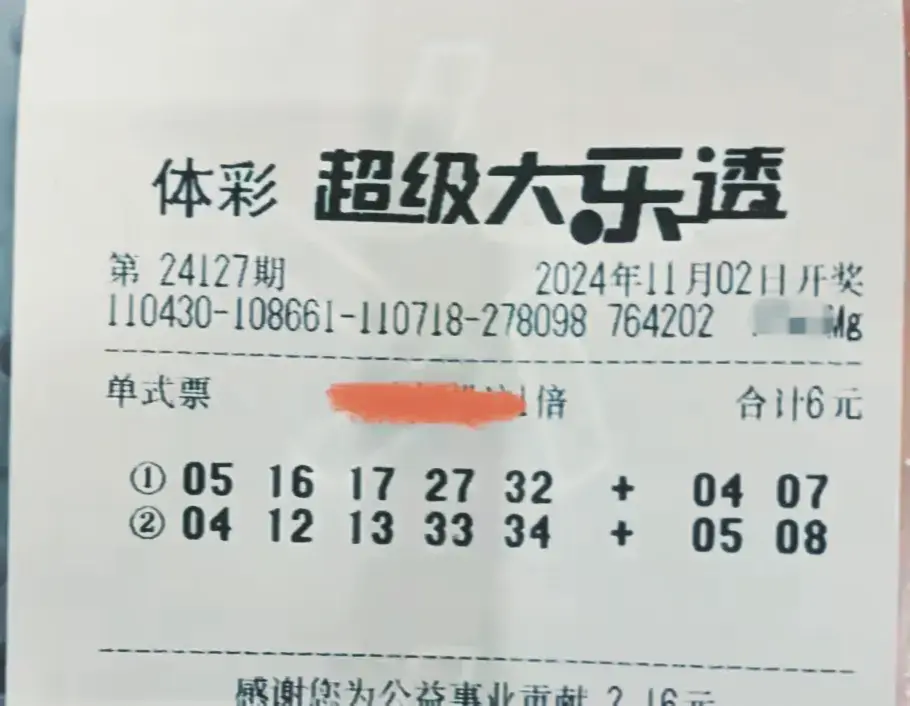 体彩 超级大乐透
第 24127期 2024年11月02日开奖
110430-108661-110718-278098 764202 Mg
单式票 1倍 合计6元
① 05 16 17 27 32 + 04 07
② 04 12 13 33 34 + 05 08
感谢您为公益事业贡献 2.16元